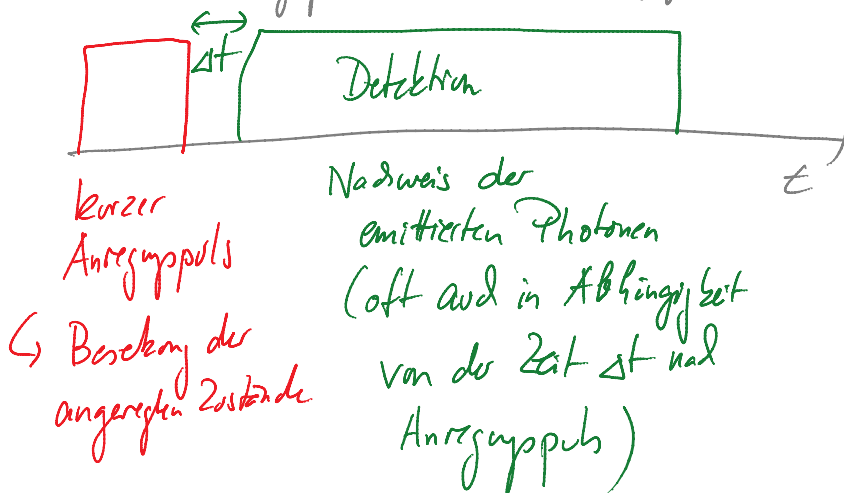 Δt
Detektion
t
kurzer
Anregungspuls
↳ Besetzung der
angeregten Zustände
Nachweis der
emittierten Photonen
(oft auch in Abhängigkeit
von der Zeit Δt nach
Anregungspuls)